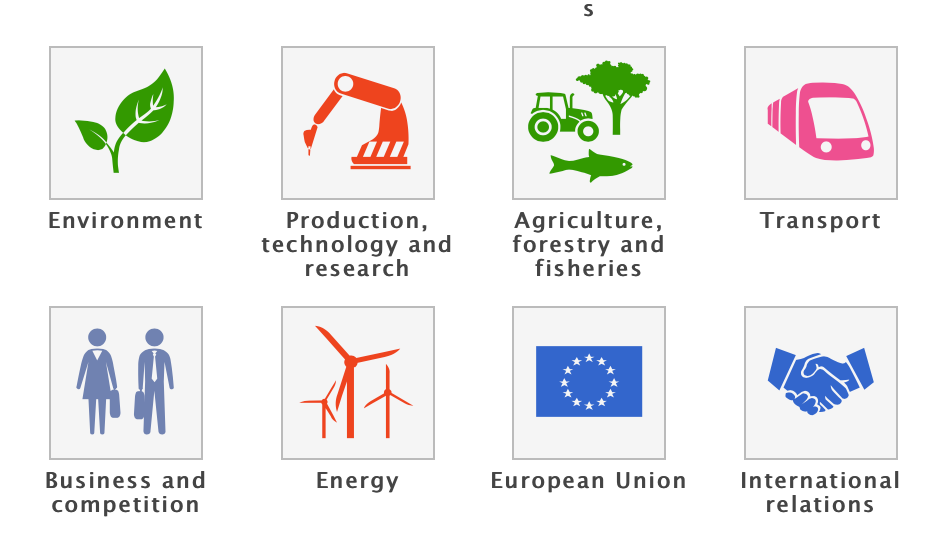 s
Environment
Production,
technology and
research
Agriculture,
forestry and
fisheries
Transport
Business and
competition
Energy
European Union
International
relations